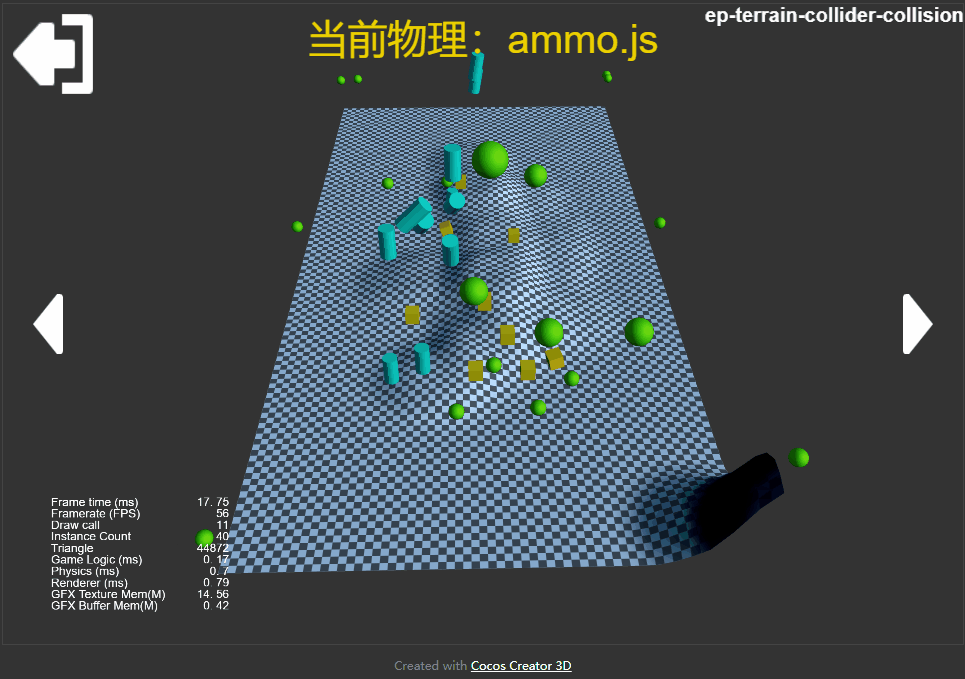 ep-terrain-collider-collision
当前物理：ammo.js
Frame time (ms) 17.75
Framerate (FPS) 56
Draw call 11
Instance Count 40
Triangle 44872
Game Logic (ms) 0.17
Physics (ms) 0.7
Renderer (ms) 0.79
GFX Texture Mem(M) 14.56
GFX Buffer Mem(M) 0.42
Created with Cocos Creator 3D